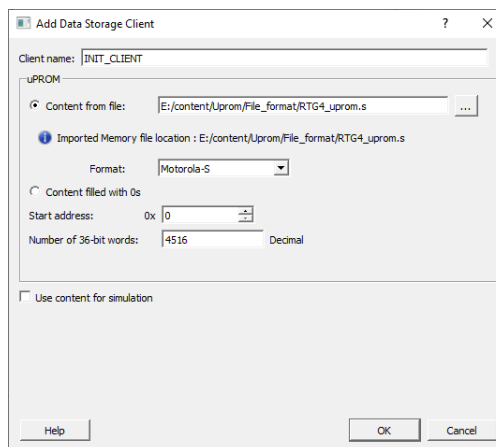 Add Data Storage Client ? X
Client name: INIT_CLIENT
uPROM
Content from file: E:/content/Uprom/File_format/RTG4_uprom.s ...
Imported Memory file location : E:/content/Uprom/File_format/RTG4_uprom.s
Format: Motorola-S
Content filled with 0s
Start address: 0x 0
Number of 36-bit words: 4516 Decimal
Use content for simulation
Help OK Cancel